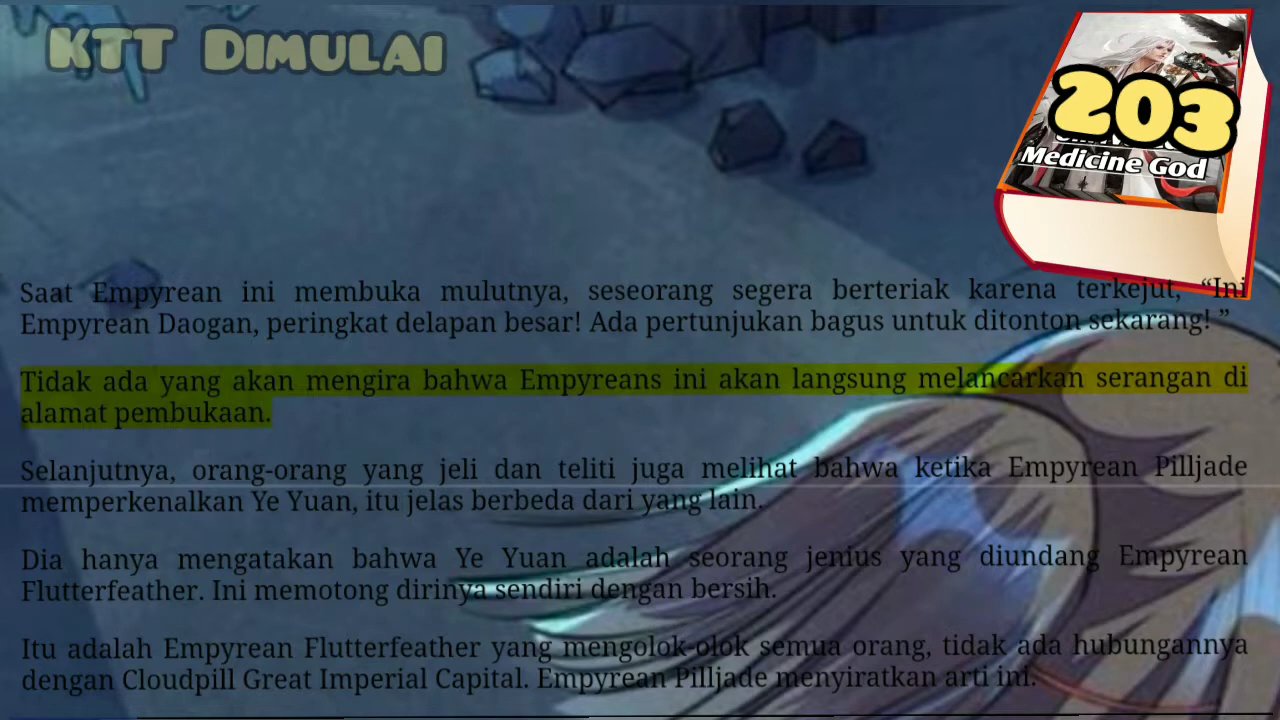 KTT DIMULAI
203
Medicine God
Saat Empyrean ini membuka mulutnya, seseorang segera berteriak karena terkejut, “Ini
Empyrean Daogan, peringkat delapan besar! Ada pertunjukan bagus untuk ditonton sekarang! ”
Tidak ada yang akan mengira bahwa Empyreans ini akan langsung melancarkan serangan di
alamat pembukaan.
Selanjutnya, orang-orang yang jeli dan teliti juga melihat bahwa ketika Empyrean Pilljade
memperkenalkan Ye Yuan, itu jelas berbeda dari yang lain.
Dia hanya mengatakan bahwa Ye Yuan adalah seorang jenius yang diundang Empyrean
Flutterfeather. Ini memotong dirinya sendiri dengan bersih.
Itu adalah Empyrean Flutterfeather yang mengolok-olok semua orang, tidak ada hubungannya
dengan Cloudpill Great Imperial Capital. Empyrean Pilljade menyiratkan arti ini.